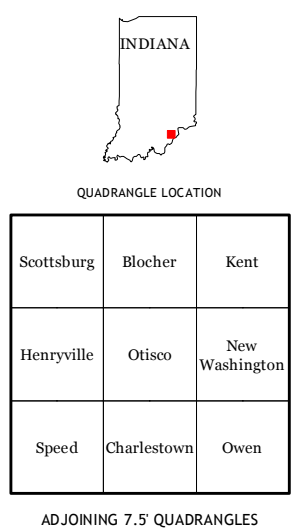 INDIANA
QUADRANGLE LOCATION
Scottsburg Blocher Kent
Henryville Otisco New Washington
Speed Charlestown Owen
ADJOINING 7.5' QUADRANGLES